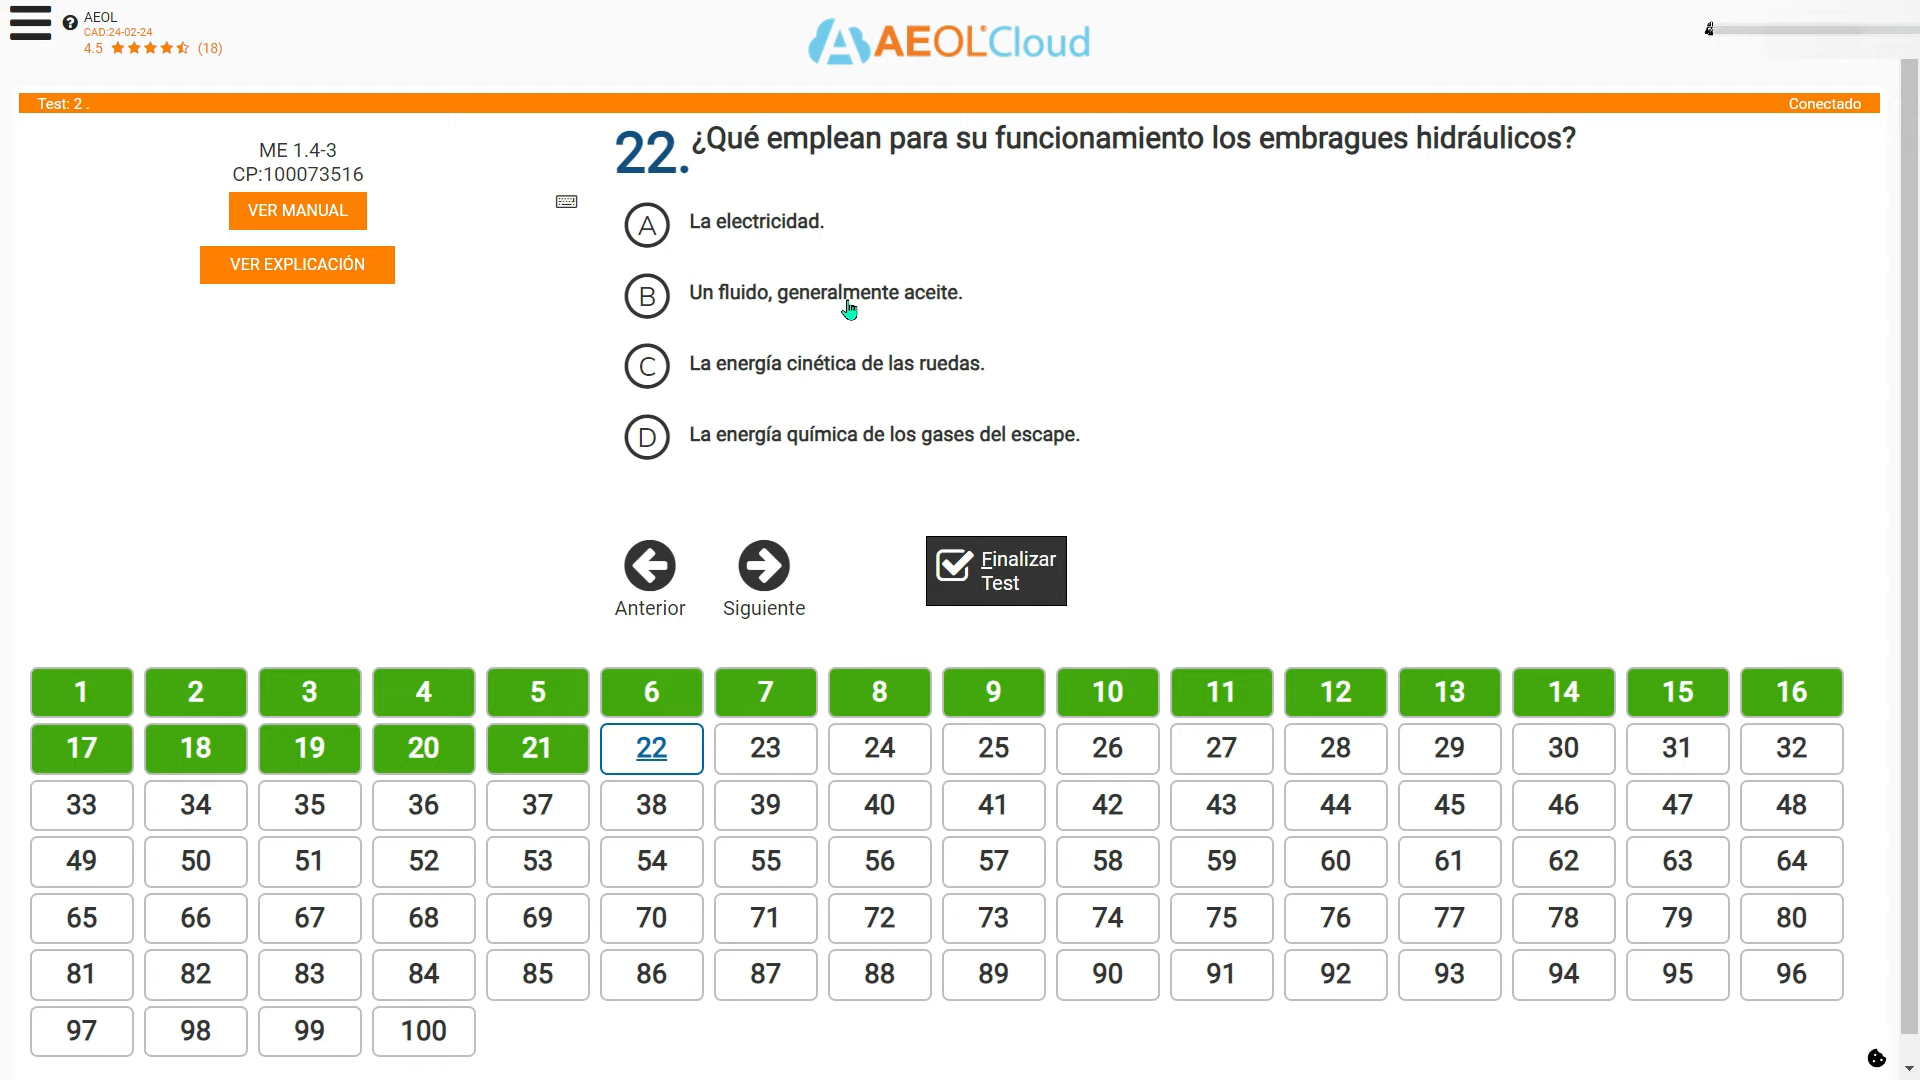 AEOL
CAD:24-02-24
4.5 (18)
AEOL Cloud
Test: 2 .
Conectado
ME 1.4-3
CP:100073516
VER MANUAL
VER EXPLICACIÓN
22. ¿Qué emplean para su funcionamiento los embragues hidráulicos?
A La electricidad.
B Un fluido, generalmente aceite.
C La energía cinética de las ruedas.
D La energía química de los gases del escape.
Anterior
Siguiente
Finalizar
Test
1 2 3 4 5 6 7 8 9 10 11 12 13 14 15 16
17 18 19 20 21 22 23 24 25 26 27 28 29 30 31 32
33 34 35 36 37 38 39 40 41 42 43 44 45 46 47 48
49 50 51 52 53 54 55 56 57 58 59 60 61 62 63 64
65 66 67 68 69 70 71 72 73 74 75 76 77 78 79 80
81 82 83 84 85 86 87 88 89 90 91 92 93 94 95 96
97 98 99 100